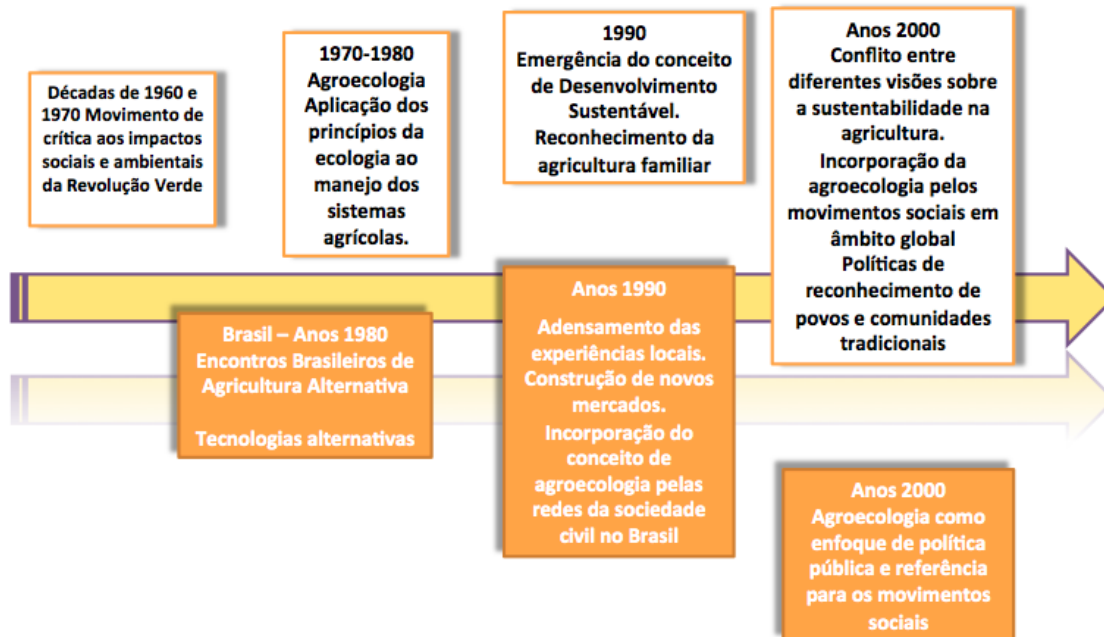 Décadas de 1960 e
1970 Movimento de
crítica aos impactos
sociais e ambientais
da Revolução Verde
1970-1980
Agroecologia
Aplicação dos
princípios da
ecologia ao
manejo dos
sistemas
agrícolas.
1990
Emergência do conceito
de Desenvolvimento
Sustentável.
Reconhecimento da
agricultura familiar
Anos 2000
Conflito entre
diferentes visões sobre
a sustentabilidade na
agricultura.
Incorporação da
agroecologia pelos
movimentos sociais em
âmbito global
Políticas de
reconhecimento de
povos e comunidades
tradicionais
Brasil – Anos 1980
Encontros Brasileiros de
Agricultura Alternativa
Tecnologias alternativas
Anos 1990
Adensamento das
experiências locais.
Construção de novos
mercados.
Incorporação do
conceito de
agroecologia pelas
redes da sociedade
civil no Brasil
Anos 2000
Agroecologia como
enfoque de política
pública e referência
para os movimentos
sociais